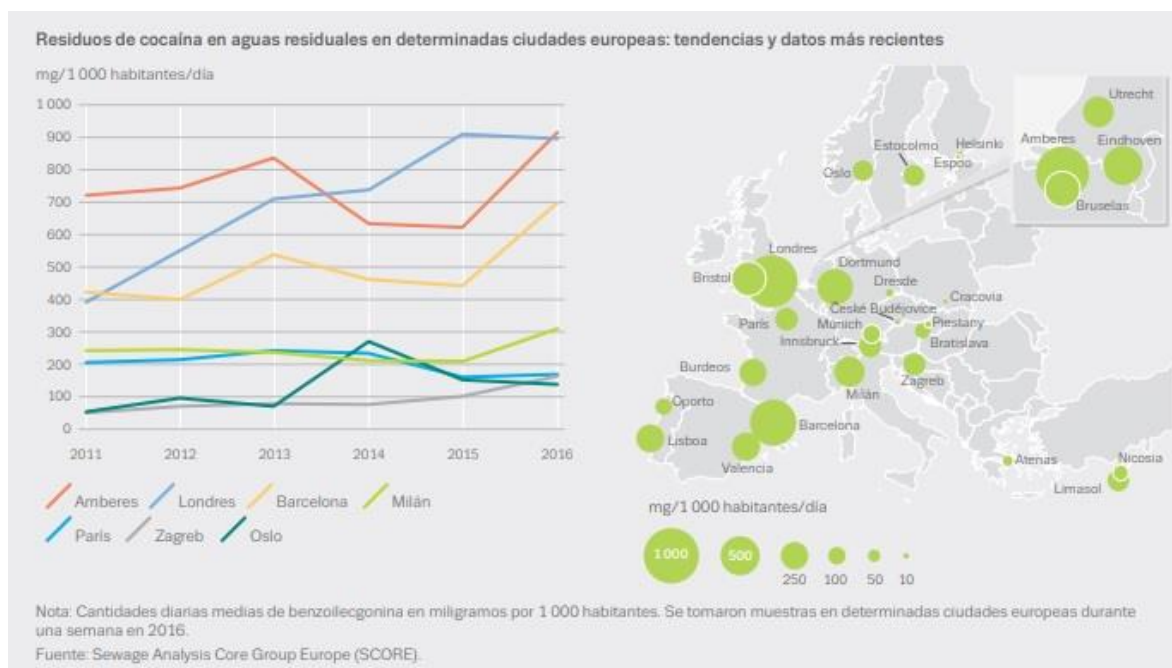 Residuos de cocaína en aguas residuales en determinadas ciudades europeas: tendencias y datos más recientes
mg/1 000 habitantes/día
1 000
900
800
700
600
500
400
300
200
100
0
2011 2012 2013 2014 2015 2016
Amberes Londres Barcelona Milán
París Zagreb Oslo
Utrecht
Amberes Eindhoven
Bruselas
Estocolmo Helsinki
Espoo
Oslo
Londres
Bristol
Dortmund
Dresde
Cracovia
České Budějovice
París
Múnich
Piestany
Innsbruck
Bratislava
Burdeos
Milán
Zagreb
Oporto
Barcelona
Lisboa
Valencia
Atenas
Nicosia
Limasol
mg/1 000 habitantes/día
1 000 500 250 100 50 10
Nota: Cantidades diarias medias de benzoilecgonina en miligramos por 1 000 habitantes. Se tomaron muestras en determinadas ciudades europeas durante
una semana en 2016.
Fuente: Sewage Analysis Core Group Europe (SCORE).